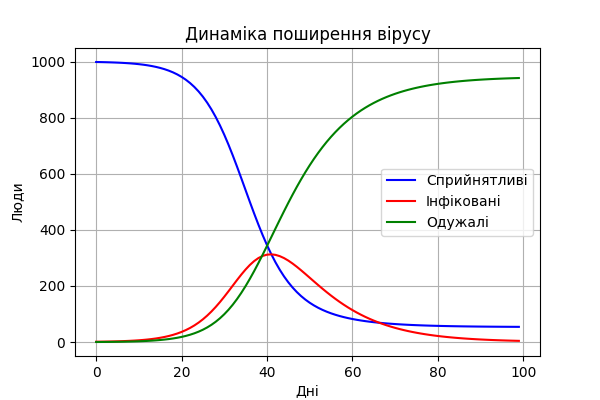 Динаміка поширення вірусу
Люди
1000
800
600
400
200
0
Сприйнятливі
Інфіковані
Одужалі
0 20 40 60 80 100
Дні